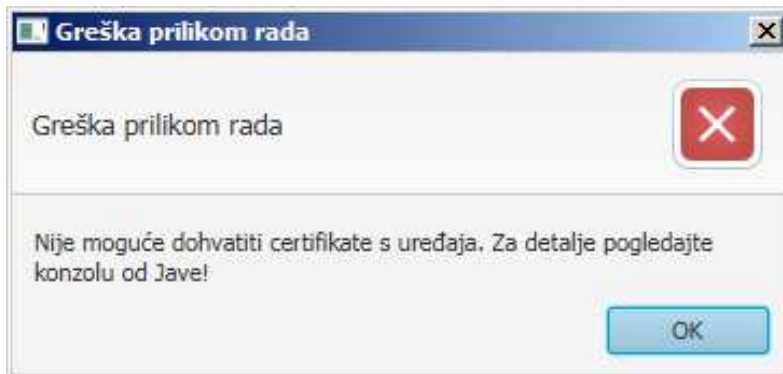 Greška prilikom rada
Greška prilikom rada
Nije moguće dohvatiti certifikate s uređaja. Za detalje pogledajte
konzolu od Jave!
OK